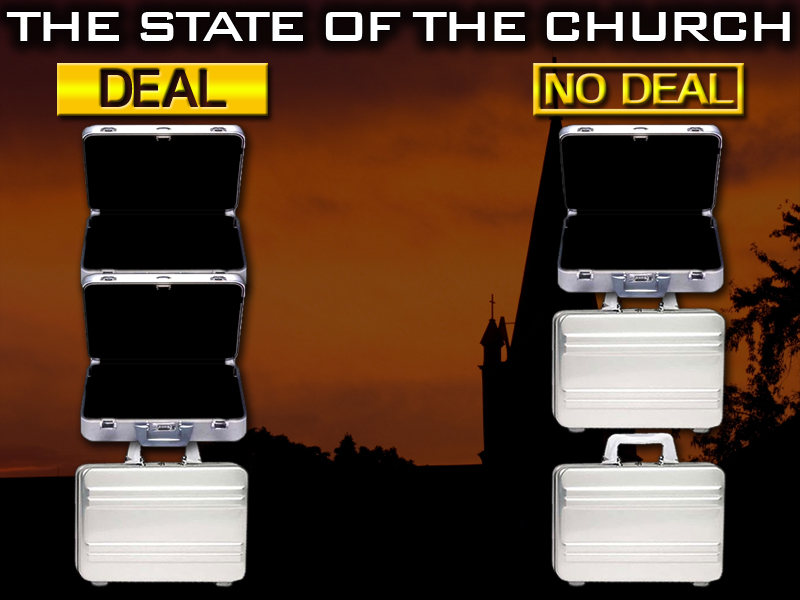 THE STATE OF THE CHURCH
DEAL
NO DEAL